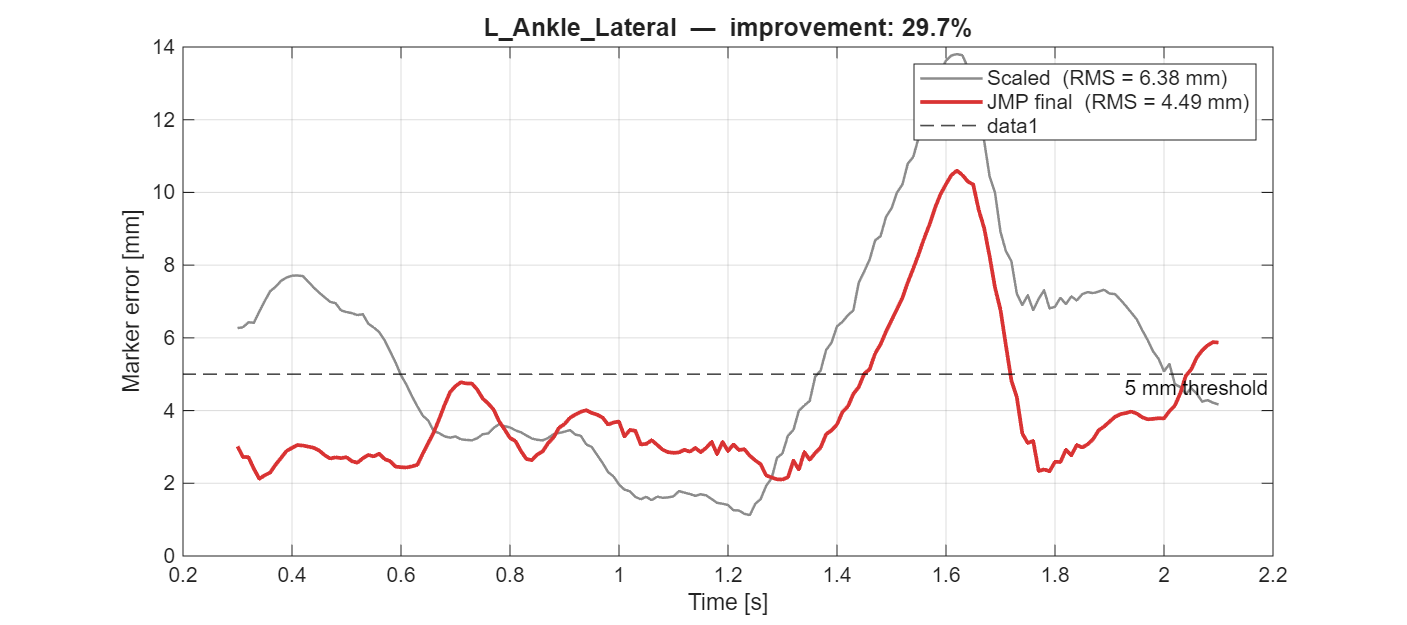 L_Ankle_Lateral — improvement: 29.7%
14
12
10
8
6
4
2
0
Marker error [mm]
Scaled (RMS = 6.38 mm)
JMP final (RMS = 4.49 mm)
data1
5 mm threshold
0.2 0.4 0.6 0.8 1 1.2 1.4 1.6 1.8 2 2.2
Time [s]